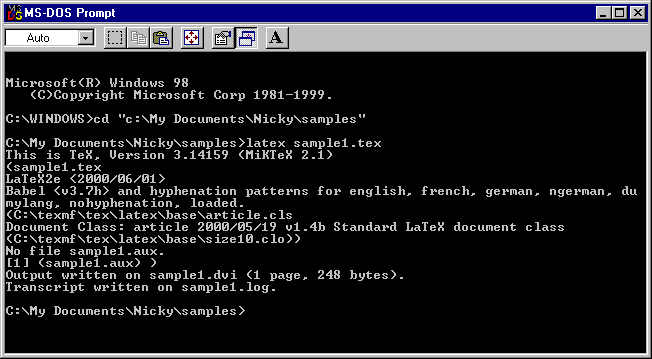 MS-DOS Prompt
Auto
A
Microsoft(R) Windows 98
(C)Copyright Microsoft Corp 1981-1999.
C:\WINDOWS>cd "c:\My Documents\Nicky\samples"
C:\My Documents\Nicky\samples>latex sample1.tex
This is TeX, Version 3.14159 (MiKTeX 2.1)
(sample1.tex
LaTeX2e <2000/06/01>
Babel <v3.7h> and hyphenation patterns for english, french, german, ngerman, du
mylang, nohyphenation, loaded.
(C:\texmf\tex\latex\base\article.cls
Document Class: article 2000/05/19 v1.4b Standard LaTeX document class
(C:\texmf\tex\latex\base\size10.clo))
No file sample1.aux.
[1] (sample1.aux) )
Output written on sample1.dvi (1 page, 248 bytes).
Transcript written on sample1.log.
C:\My Documents\Nicky\samples>